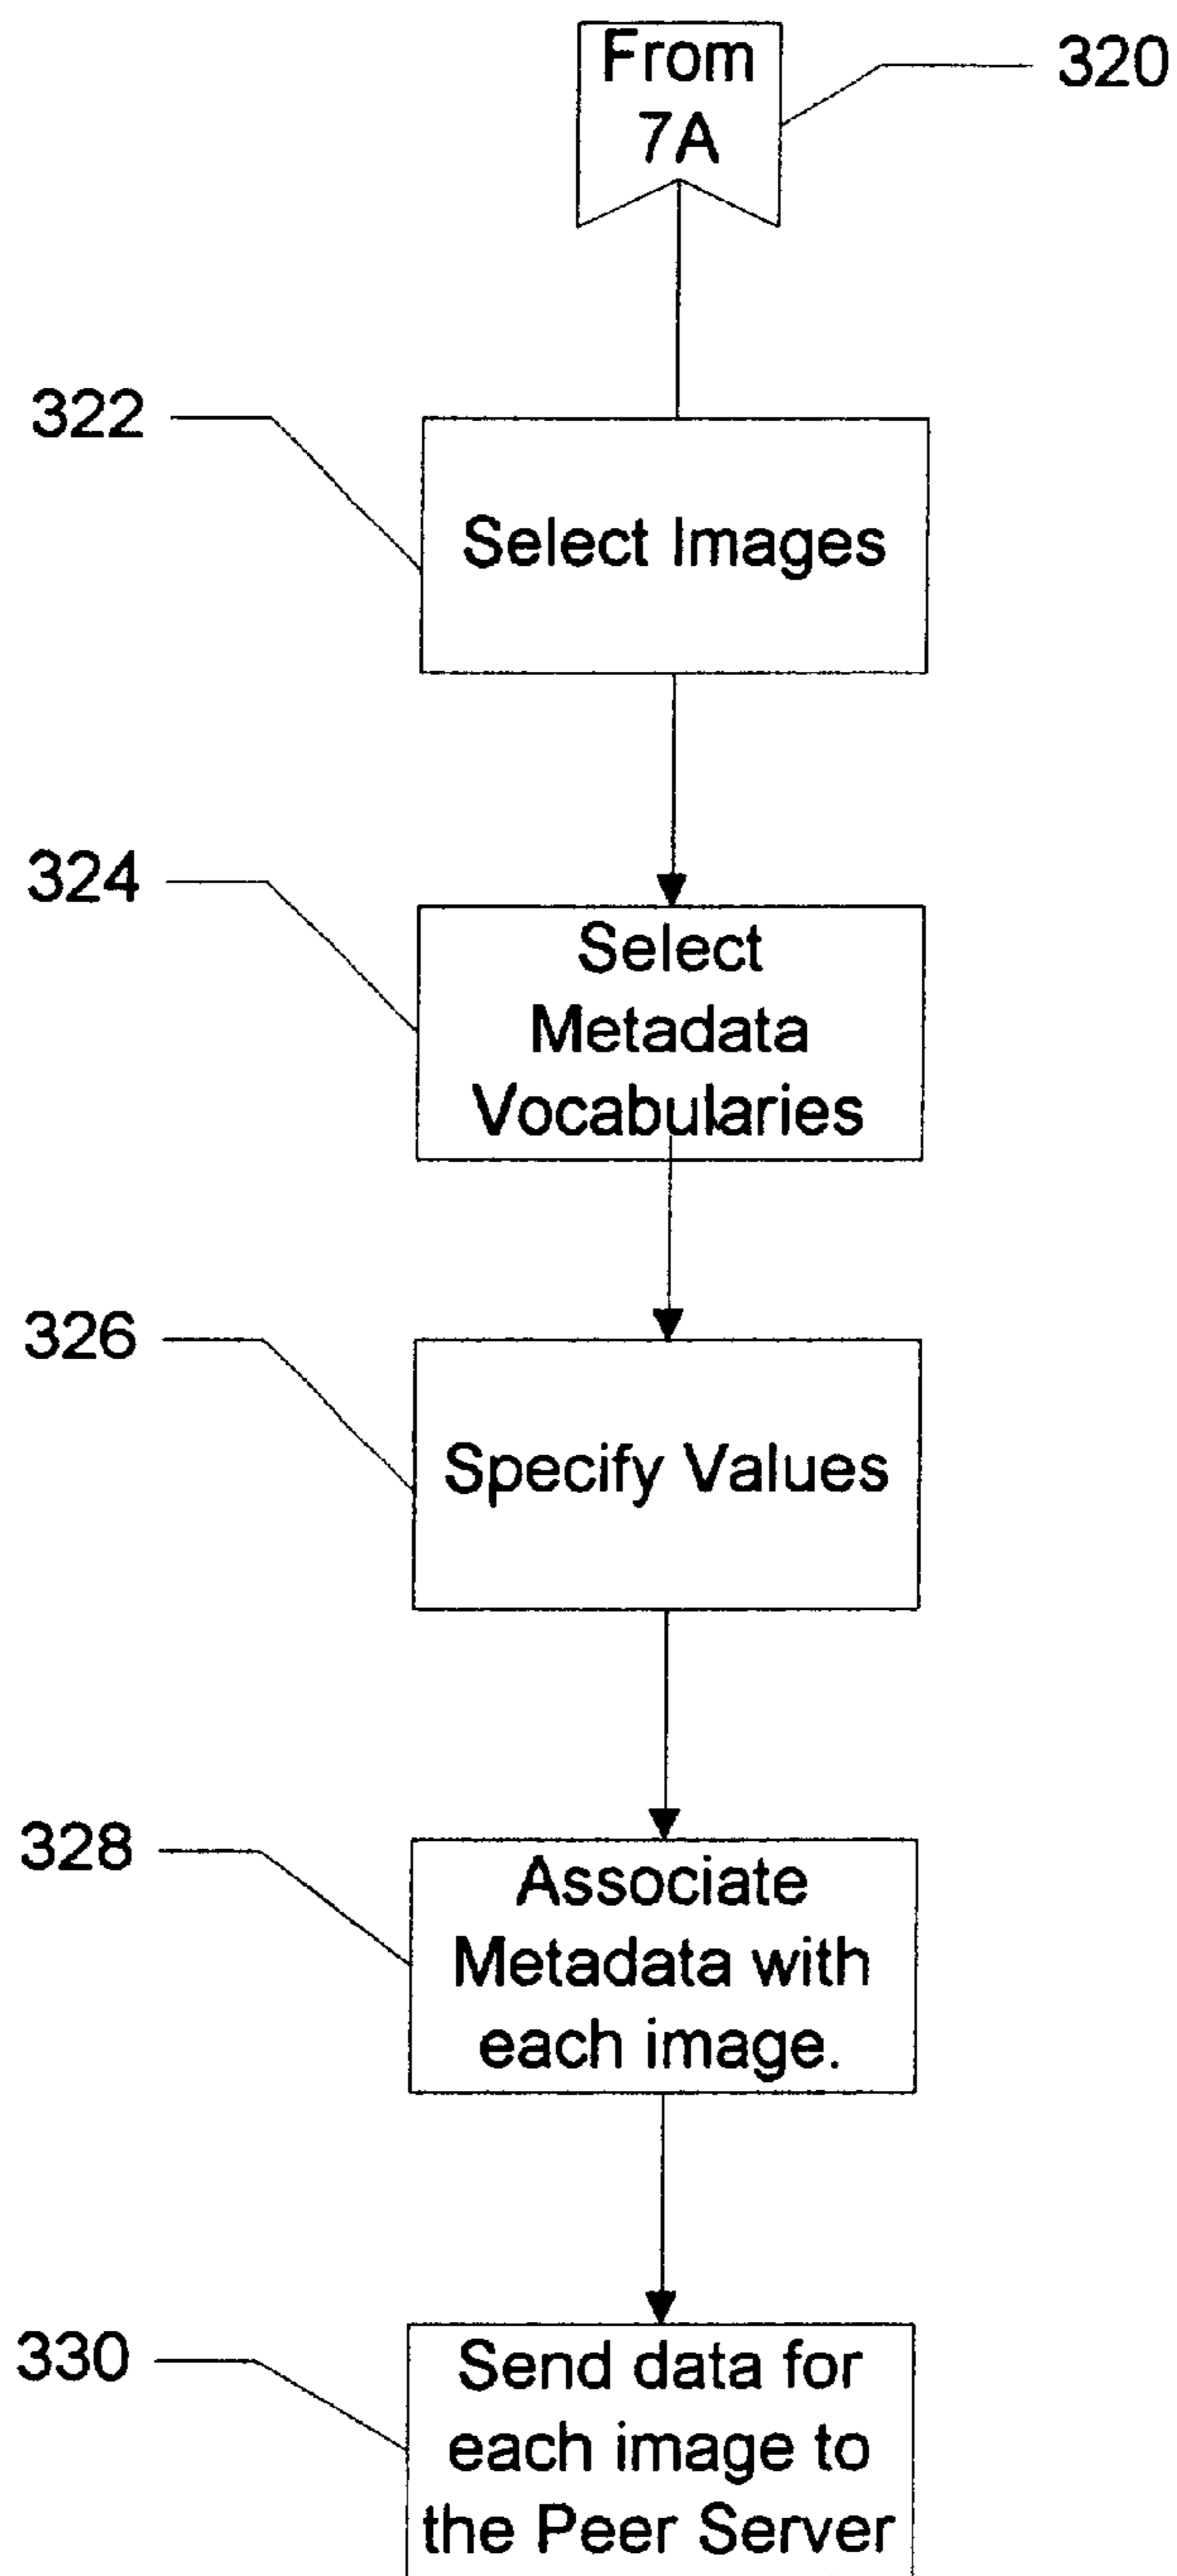 From
7A
320
322
Select Images
324
Select
Metadata
Vocabularies
326
Specify Values
328
Associate
Metadata with
each image.
330
Send data for
each image to
the Peer Server